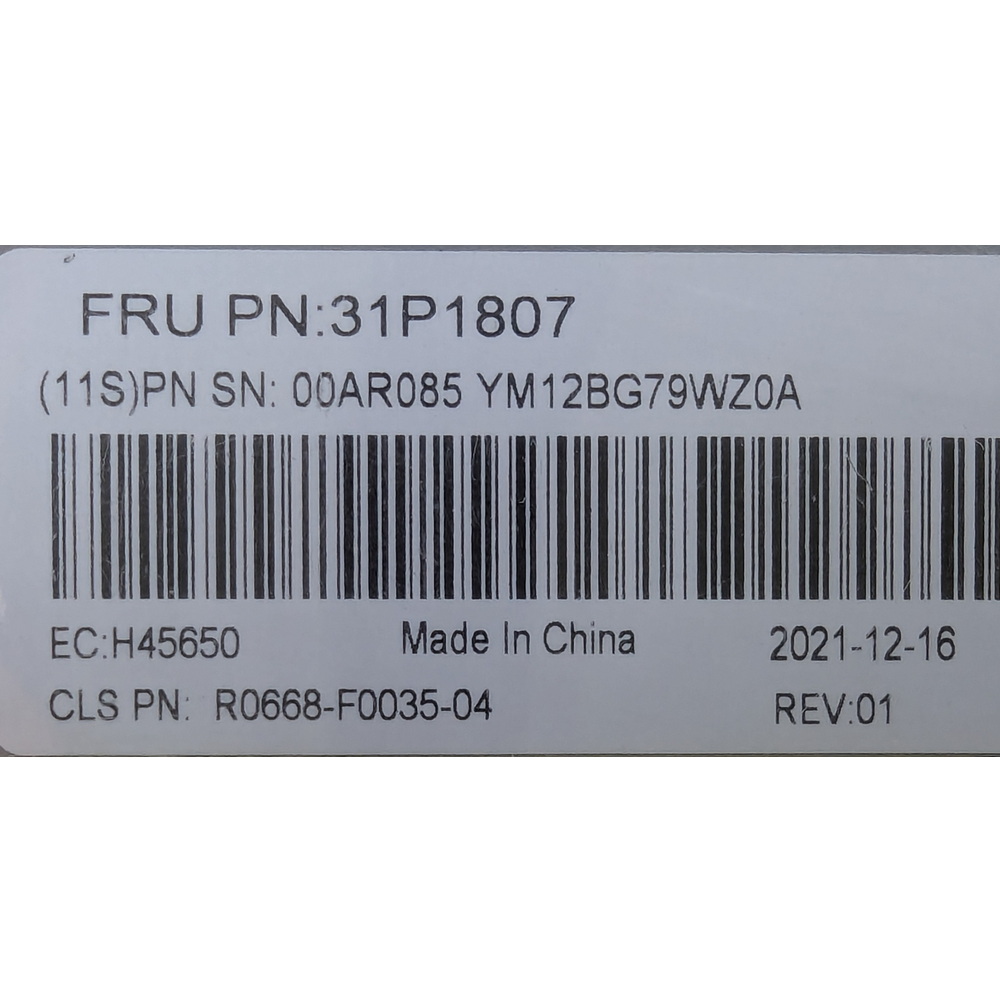 FRU PN:31P1807
(11S)PN SN: 00AR085 YM12BG79WZ0A
EC:H45650 Made In China 2021-12-16
CLS PN: R0668-F0035-04 REV:01